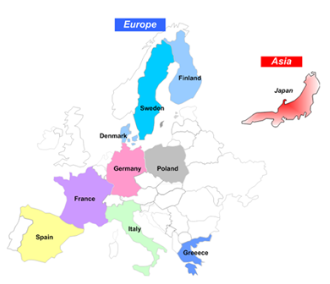 Europe
Finland
Asia
Japan
Sweden
Denmark
Germany
Poland
France
Italy
Spain
Greece